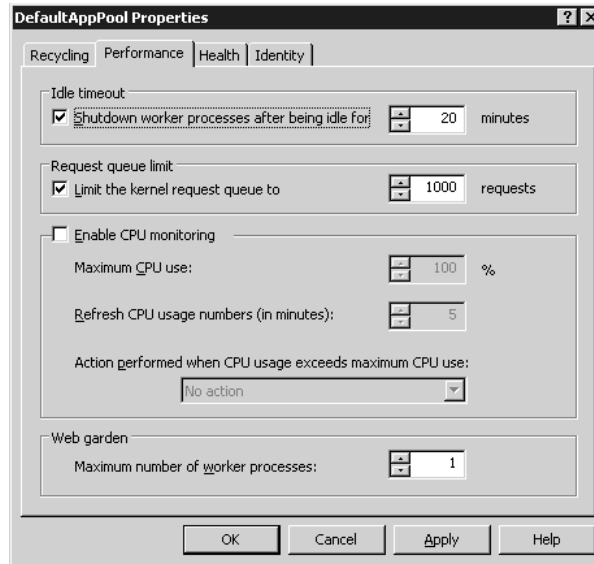 DefaultAppPool Properties
Recycling Performance Health Identity
Idle timeout
Shutdown worker processes after being idle for 20 minutes
Request queue limit
Limit the kernel request queue to 1000 requests
Enable CPU monitoring
Maximum CPU use: 100 %
Refresh CPU usage numbers (in minutes): 5
Action performed when CPU usage exceeds maximum CPU use:
No action
Web garden
Maximum number of worker processes: 1
OK Cancel Apply Help